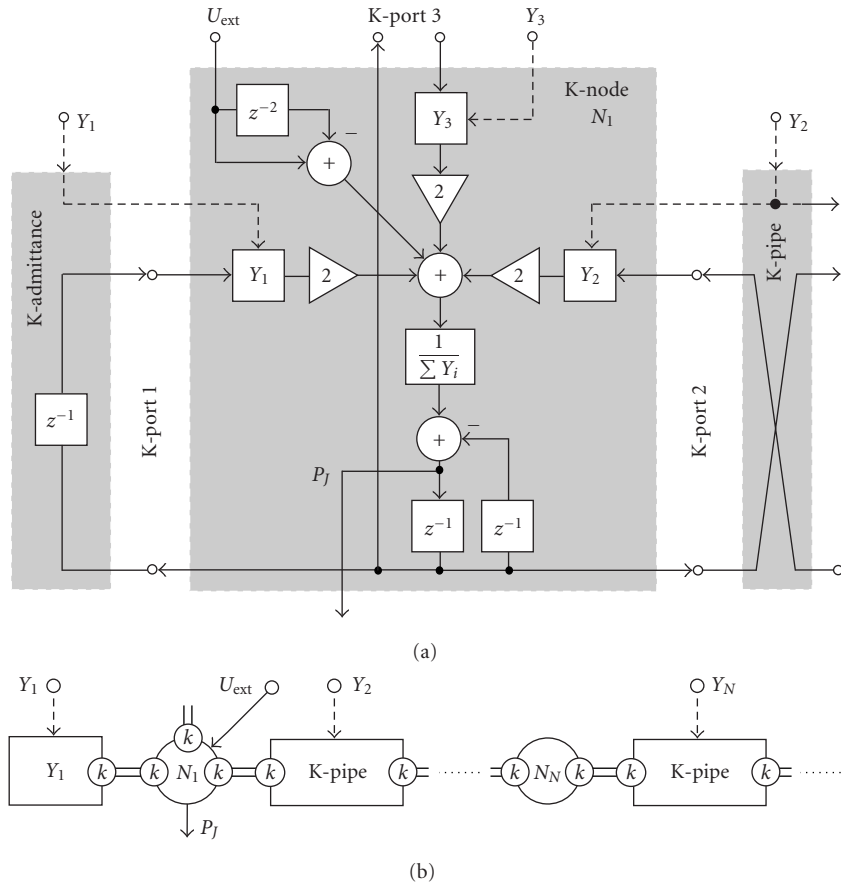 U_ext
K-port 3
Y_3
K-node
N_1
z^{-2}
−
Y_1
Y_3
Y_2
+
2
K-admittance
K-pipe
Y_1
2
+
2
Y_2
1
∑ Y_i
z^{-1}
K-port 1
K-port 2
+
−
P_J
z^{-1}
z^{-1}
(a)
Y_1
U_ext
Y_2
Y_N
k
Y_1
k
k
N_1
k
k
K-pipe
k
k
N_N
k
k
K-pipe
k
P_J
(b)